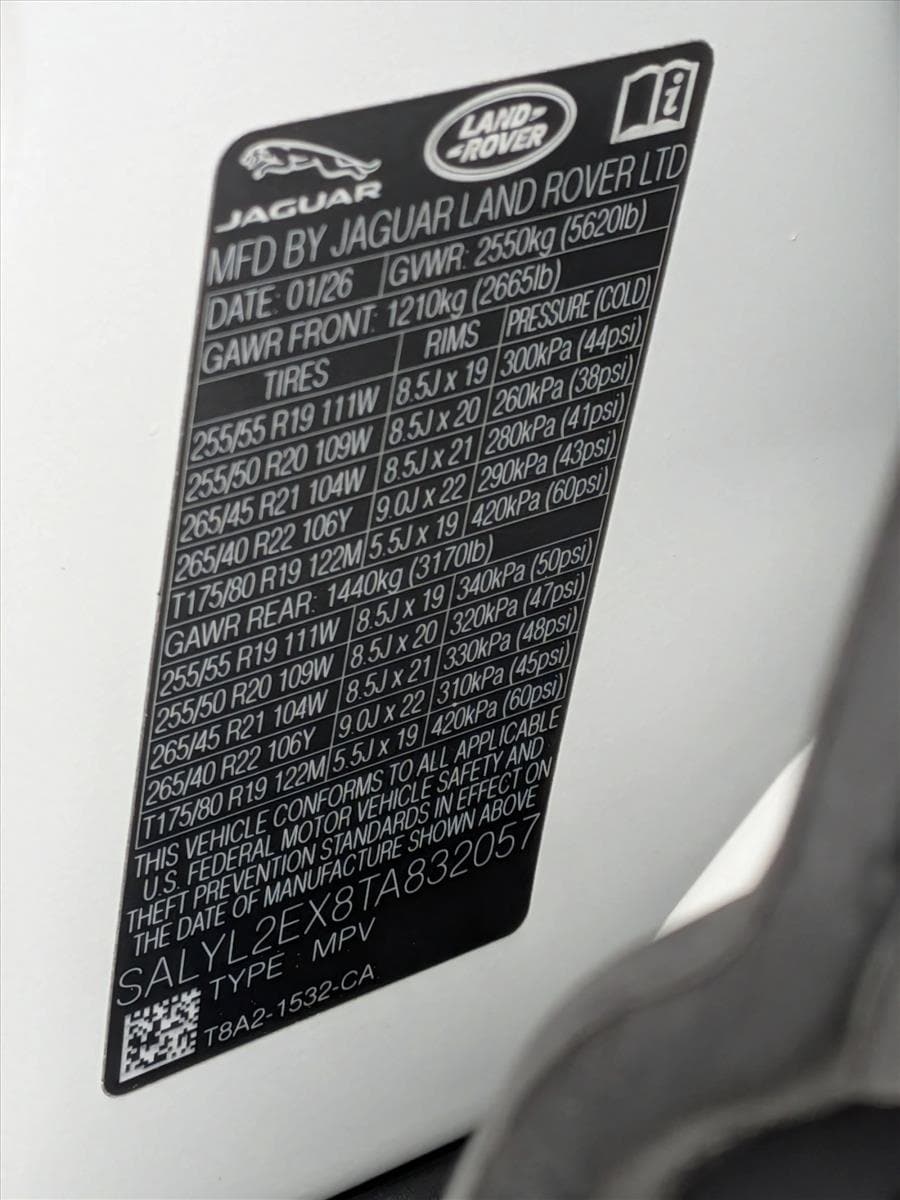 JAGUAR
LAND-
-ROVER
MFD BY JAGUAR LAND ROVER LTD
DATE: 01/26 GVWR: 2550kg (5620lb)
GAWR FRONT: 1210kg (2665lb)
TIRES RIMS PRESSURE (COLD)
255/55 R19 111W 8.5J x 19 300kPa (44psi)
255/50 R20 109W 8.5J x 20 260kPa (38psi)
265/45 R21 104W 8.5J x 21 280kPa (41psi)
265/40 R22 106Y 9.0J x 22 290kPa (43psi)
T175/80 R19 122M 5.5J x 19 420kPa (60psi)
GAWR REAR: 1440kg (3170lb)
255/55 R19 111W 8.5J x 19 340kPa (50psi)
255/50 R20 109W 8.5J x 20 320kPa (47psi)
265/45 R21 104W 8.5J x 21 330kPa (48psi)
265/40 R22 106Y 9.0J x 22 310kPa (45psi)
T175/80 R19 122M 5.5J x 19 420kPa (60psi)
THIS VEHICLE CONFORMS TO ALL APPLICABLE
U.S. FEDERAL MOTOR VEHICLE SAFETY AND
THEFT PREVENTION STANDARDS IN EFFECT ON
THE DATE OF MANUFACTURE SHOWN ABOVE
SALYL2EX8TA832057
TYPE : MPV
T8A2-1532-CA